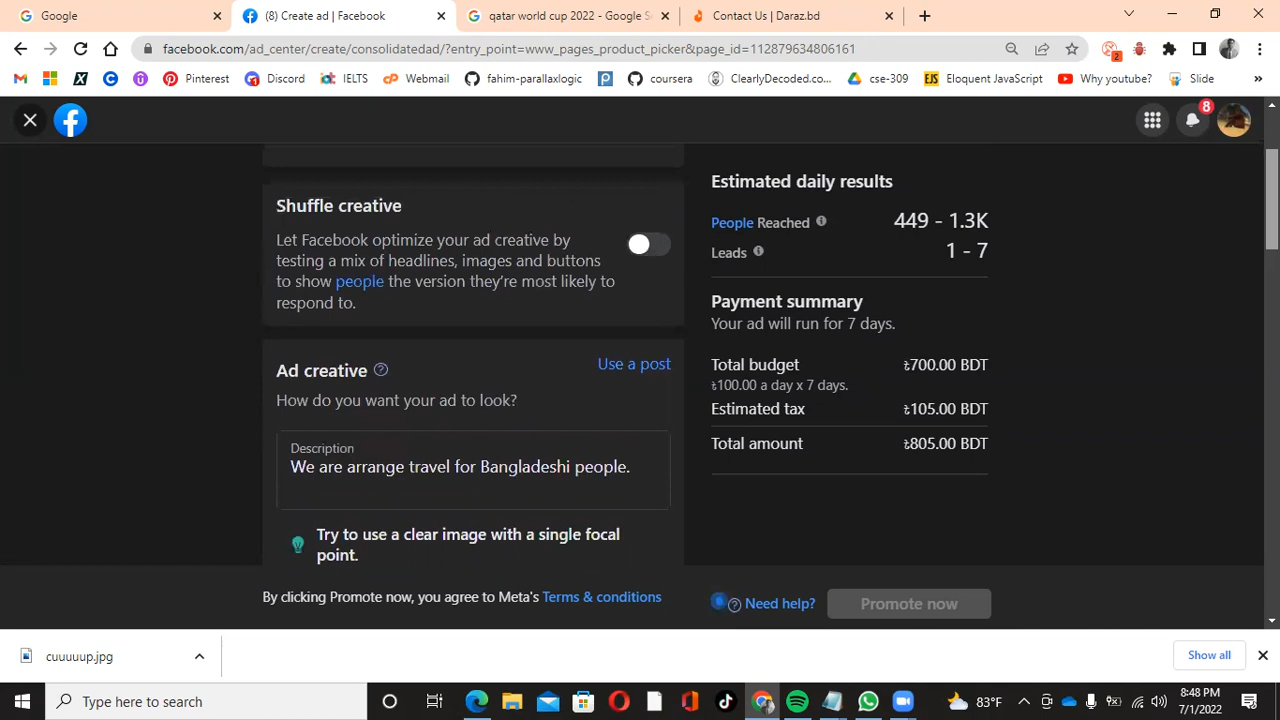 Google
(8) Create ad | Facebook
qatar world cup 2022 - Google Se
Contact Us | Daraz.bd
facebook.com/ad_center/create/consolidatedad/?entry_point=www_pages_product_picker&page_id=112879634806161
2
Pinterest
Discord
IELTS
Webmail
fahim-parallaxlogic
coursera
CleanlyDecoded.co...
cse-309
EJS
Eloquent JavaScript
Why youtube?
Slide
»
8
Shuffle creative
Let Facebook optimize your ad creative by
testing a mix of headlines, images and buttons
to show people the version they're most likely to
respond to.
Ad creative
Use a post
How do you want your ad to look?
Description
We are arrange travel for Bangladeshi people.
Try to use a clear image with a single focal
point.
Estimated daily results
People Reached 449 - 1.3K
Leads 1 - 7
Payment summary
Your ad will run for 7 days.
Total budget ৳700.00 BDT
৳100.00 a day x 7 days.
Estimated tax ৳105.00 BDT
Total amount ৳805.00 BDT
By clicking Promote now, you agree to Meta's Terms & conditions
Need help?
Promote now
cuuuuup.jpg
Show all
Type here to search
83°F
8:48 PM
7/1/2022